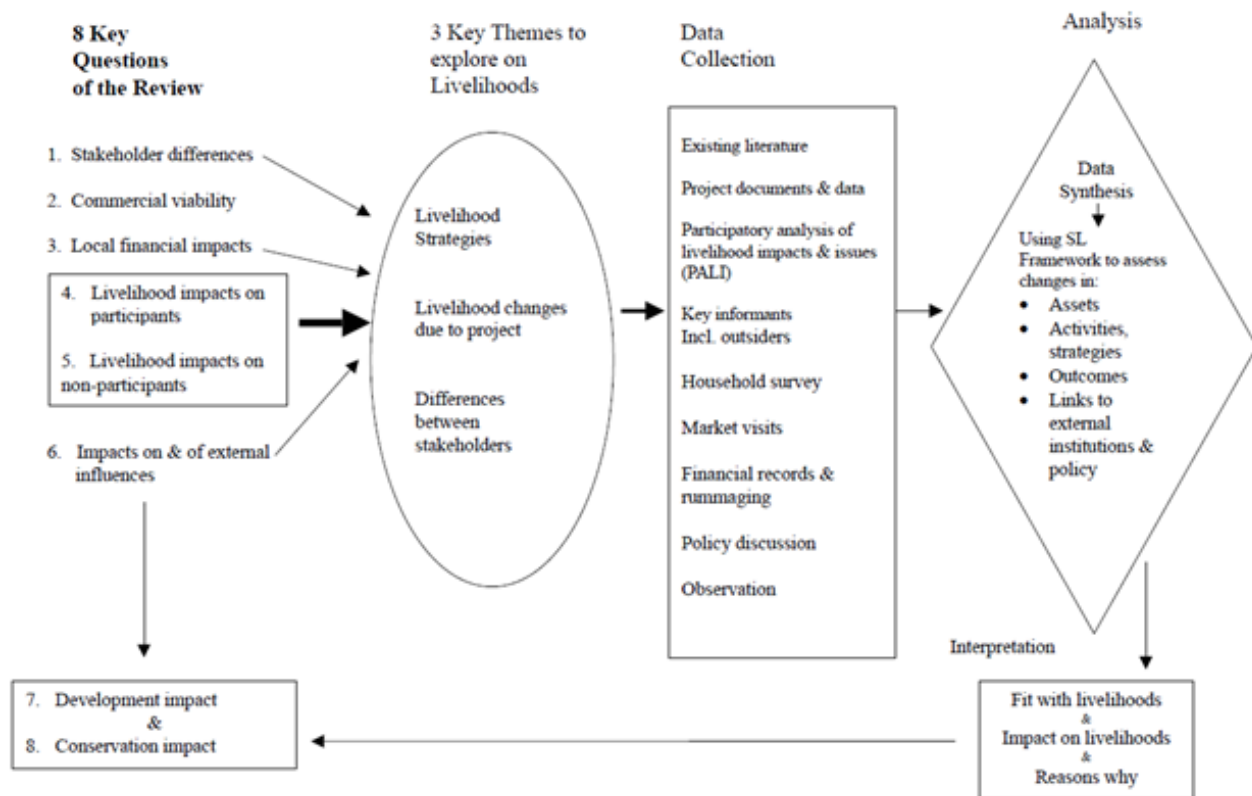 8 Key
Questions
of the Review
1. Stakeholder differences
2. Commercial viability
3. Local financial impacts
4. Livelihood impacts on
participants
5. Livelihood impacts on
non-participants
6. Impacts on & of external
influences
7. Development impact
&
8. Conservation impact
3 Key Themes to
explore on
Livelihoods
Livelihood
Strategies
Livelihood changes
due to project
Differences
between
stakeholders
Data
Collection
Existing literature
Project documents & data
Participatory analysis of
livelihood impacts & issues
(PALI)
Key informants
Incl. outsiders
Household survey
Market visits
Financial records &
rummaging
Policy discussion
Observation
Analysis
Data
Synthesis
Using SL
Framework to assess
changes in:
• Assets
• Activities,
strategies
• Outcomes
• Links to
external
institutions &
policy
Interpretation
Fit with livelihoods
&
Impact on livelihoods
&
Reasons why